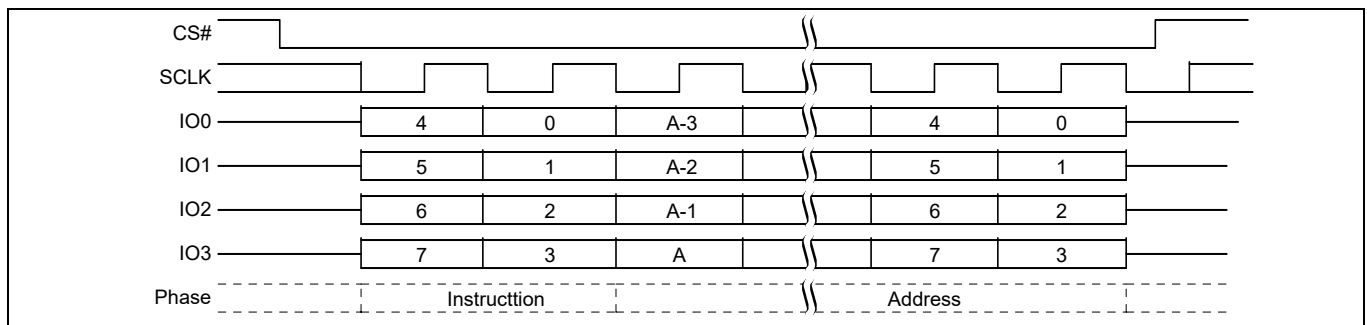 CS#
SCLK
IO0 4 0 A-3 4 0
IO1 5 1 A-2 5 1
IO2 6 2 A-1 6 2
IO3 7 3 A 7 3
Phase Instructtion Address